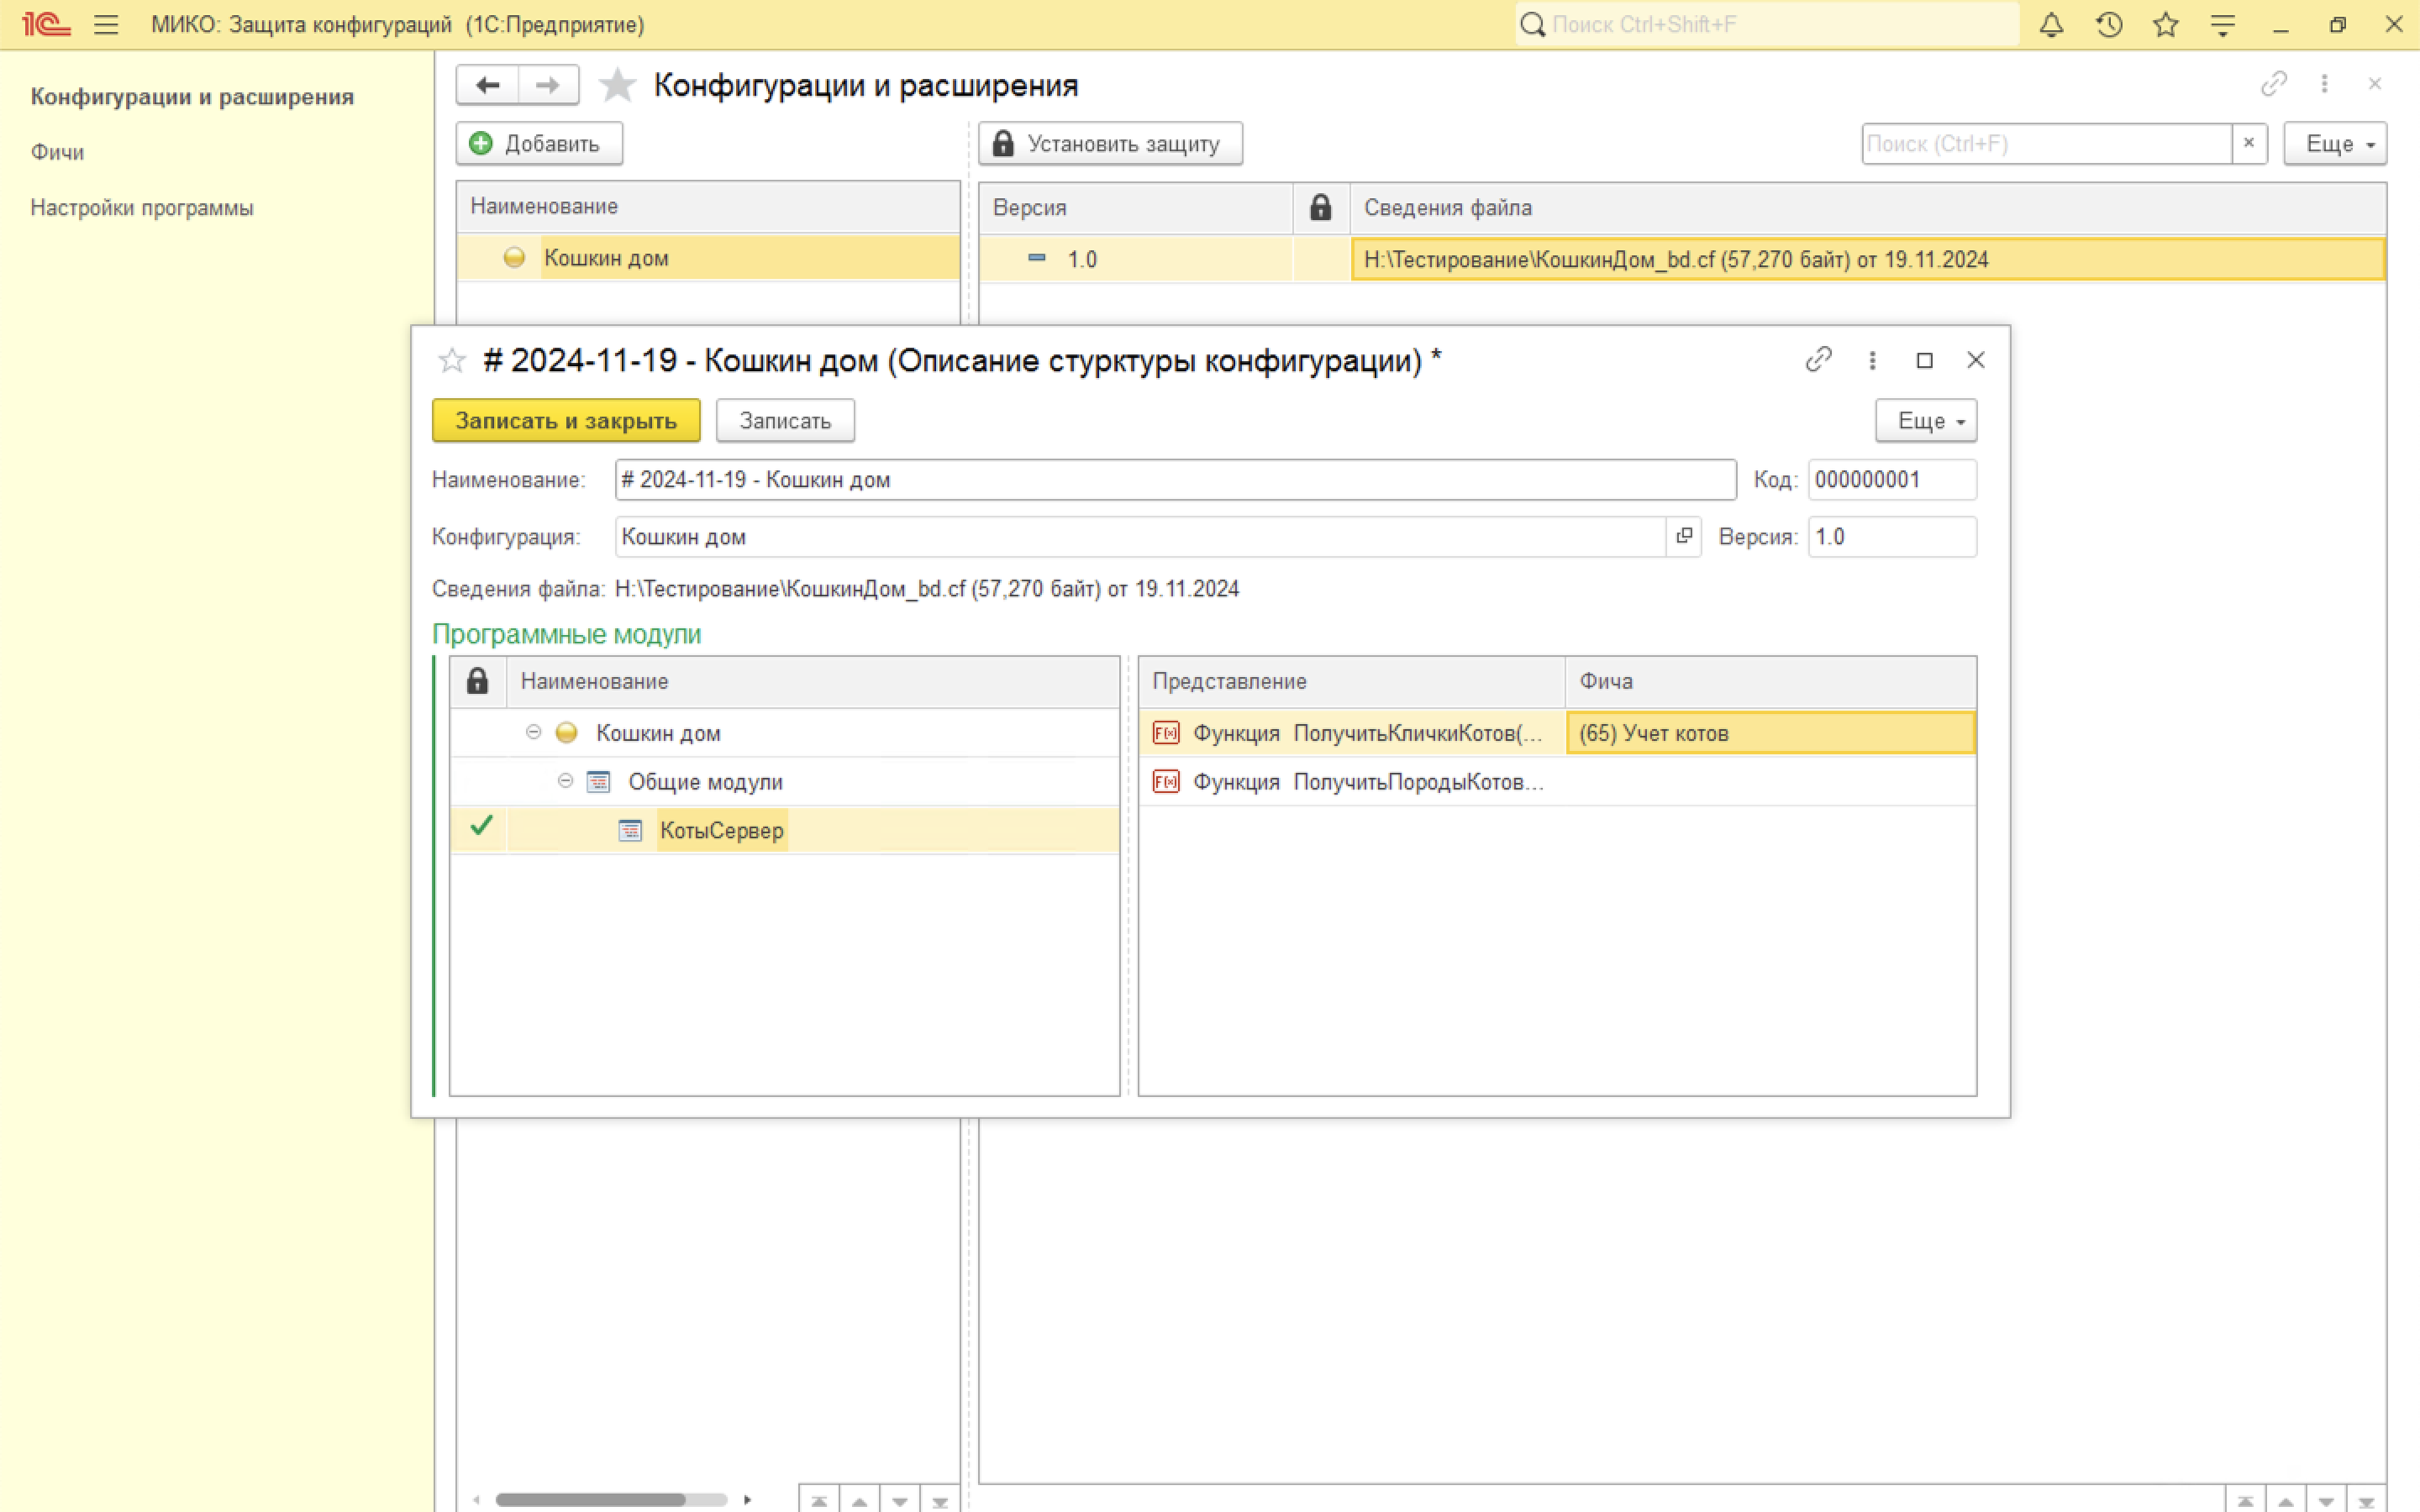 1С МИКО: Защита конфигураций (1С:Предприятие) Поиск Ctrl+Shift+F
Конфигурации и расширения
Фичи
Настройки программы
Конфигурации и расширения
Добавить
Установить защиту Поиск (Ctrl+F) × Еще
Наименование
Версия Сведения файла
Кошкин дом
1.0 H:\Тестирование\КошкинДом_bd.cf (57,270 байт) от 19.11.2024
# 2024-11-19 - Кошкин дом (Описание стурктуры конфигурации) *
Записать и закрыть Записать Еще
Наименование: # 2024-11-19 - Кошкин дом Код: 000000001
Конфигурация: Кошкин дом Версия: 1.0
Сведения файла: H:\Тестирование\КошкинДом_bd.cf (57,270 байт) от 19.11.2024
Программные модули
Наименование
Кошкин дом
Общие модули
КотыСервер
Представление Фича
F(x) Функция ПолучитьКличкиКотов(... (65) Учет котов
F(x) Функция ПолучитьПородыКотов...